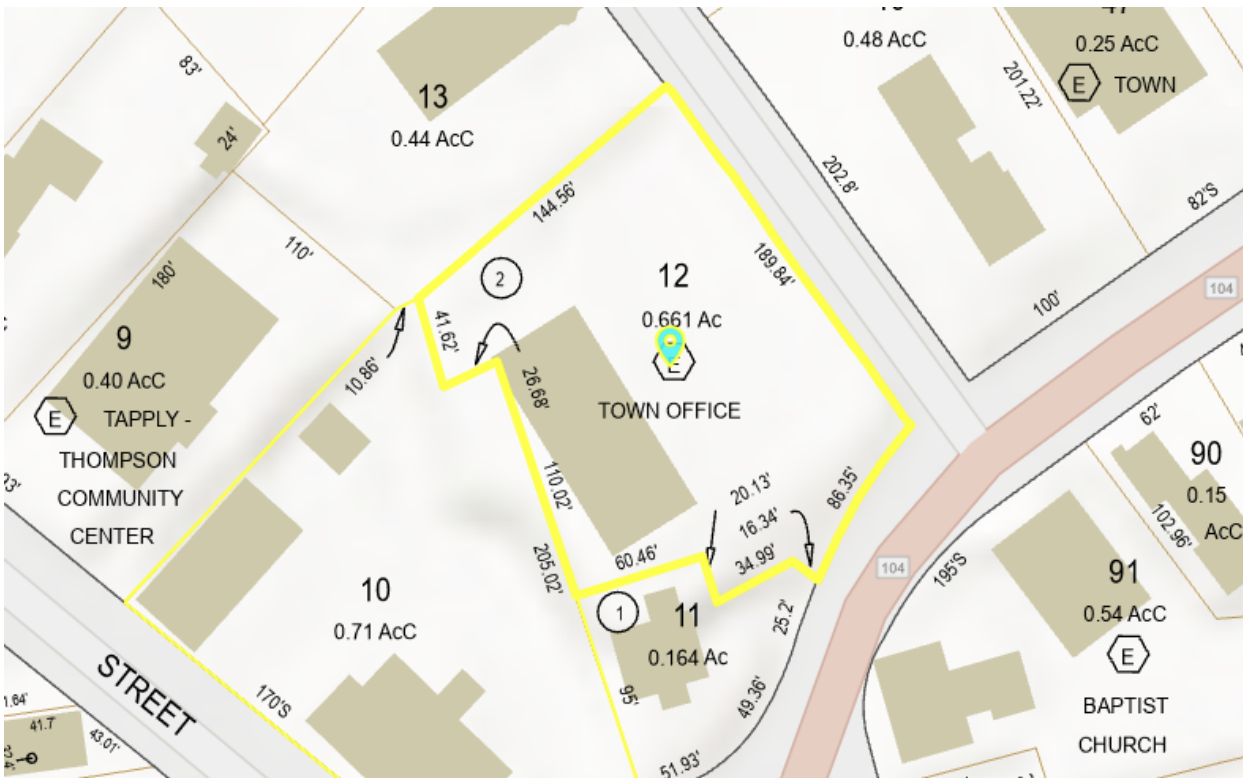 0.48 AcC
47
0.25 AcC
E TOWN
83'
13
0.44 AcC
24'
201.22'
202.8'
82'S
144.56'
110'
180'
2
12
0.661 Ac
E
TOWN OFFICE
189.84'
100'
104
9
0.40 AcC
E TAPPLY -
THOMPSON
COMMUNITY
CENTER
10.86'
41.62'
26.68'
62'
90
0.15
AcC
102.96'
110.02'
20.13'
16.34'
34.99'
86.35'
60.46'
205.02'
104
195'S
91
0.54 AcC
E
BAPTIST
CHURCH
10
0.71 AcC
1
11
0.164 Ac
25.2'
95'
49.36'
51.93'
STREET
170'S
41.7'
43.01'